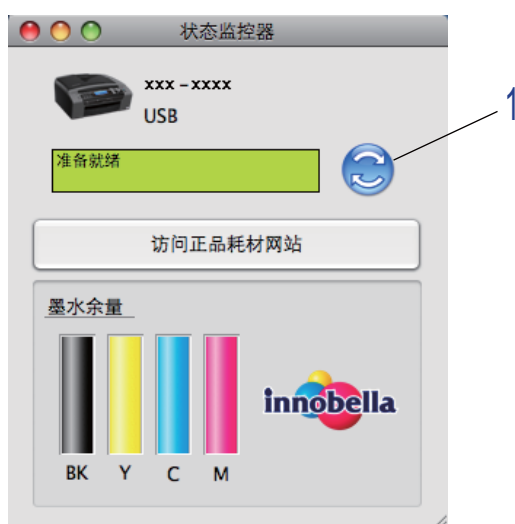 状态监控器
xxx – xxxx
USB
1
准备就绪
访问正品耗材网站
墨水余量
innobella
BK Y C M